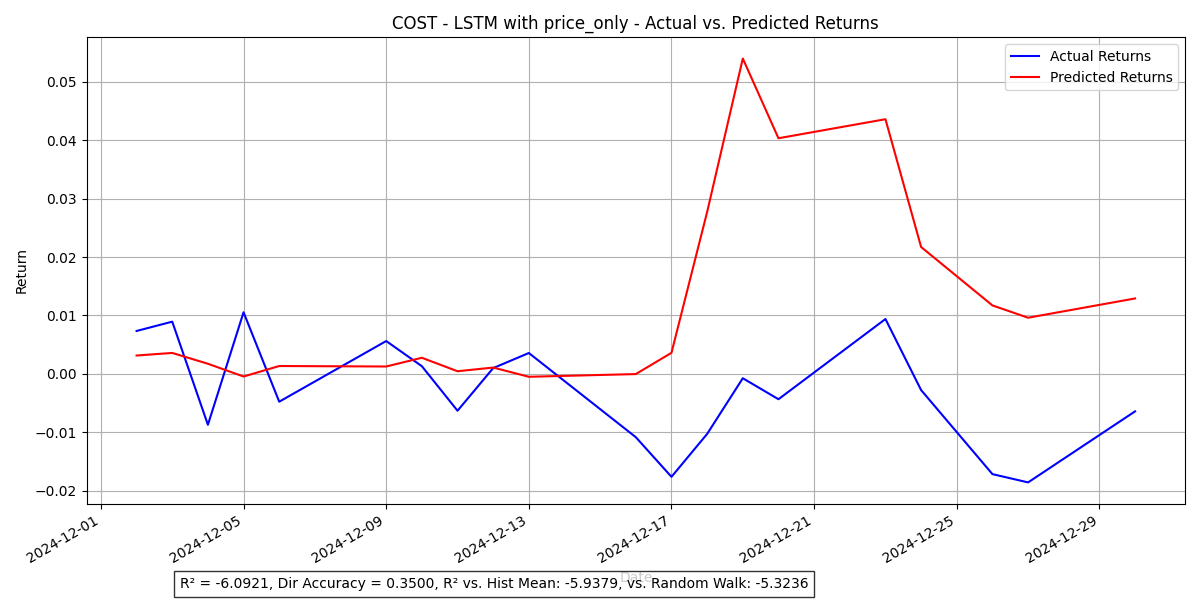 COST - LSTM with price_only - Actual vs. Predicted Returns
Actual Returns
Predicted Returns
Return
0.05
0.04
0.03
0.02
0.01
0.00
−0.01
−0.02
2024-12-01
2024-12-05
2024-12-09
2024-12-13
2024-12-17
2024-12-21
2024-12-25
2024-12-29
Date
R² = -6.0921, Dir Accuracy = 0.3500, R² vs. Hist Mean: -5.9379, vs. Random Walk: -5.3236